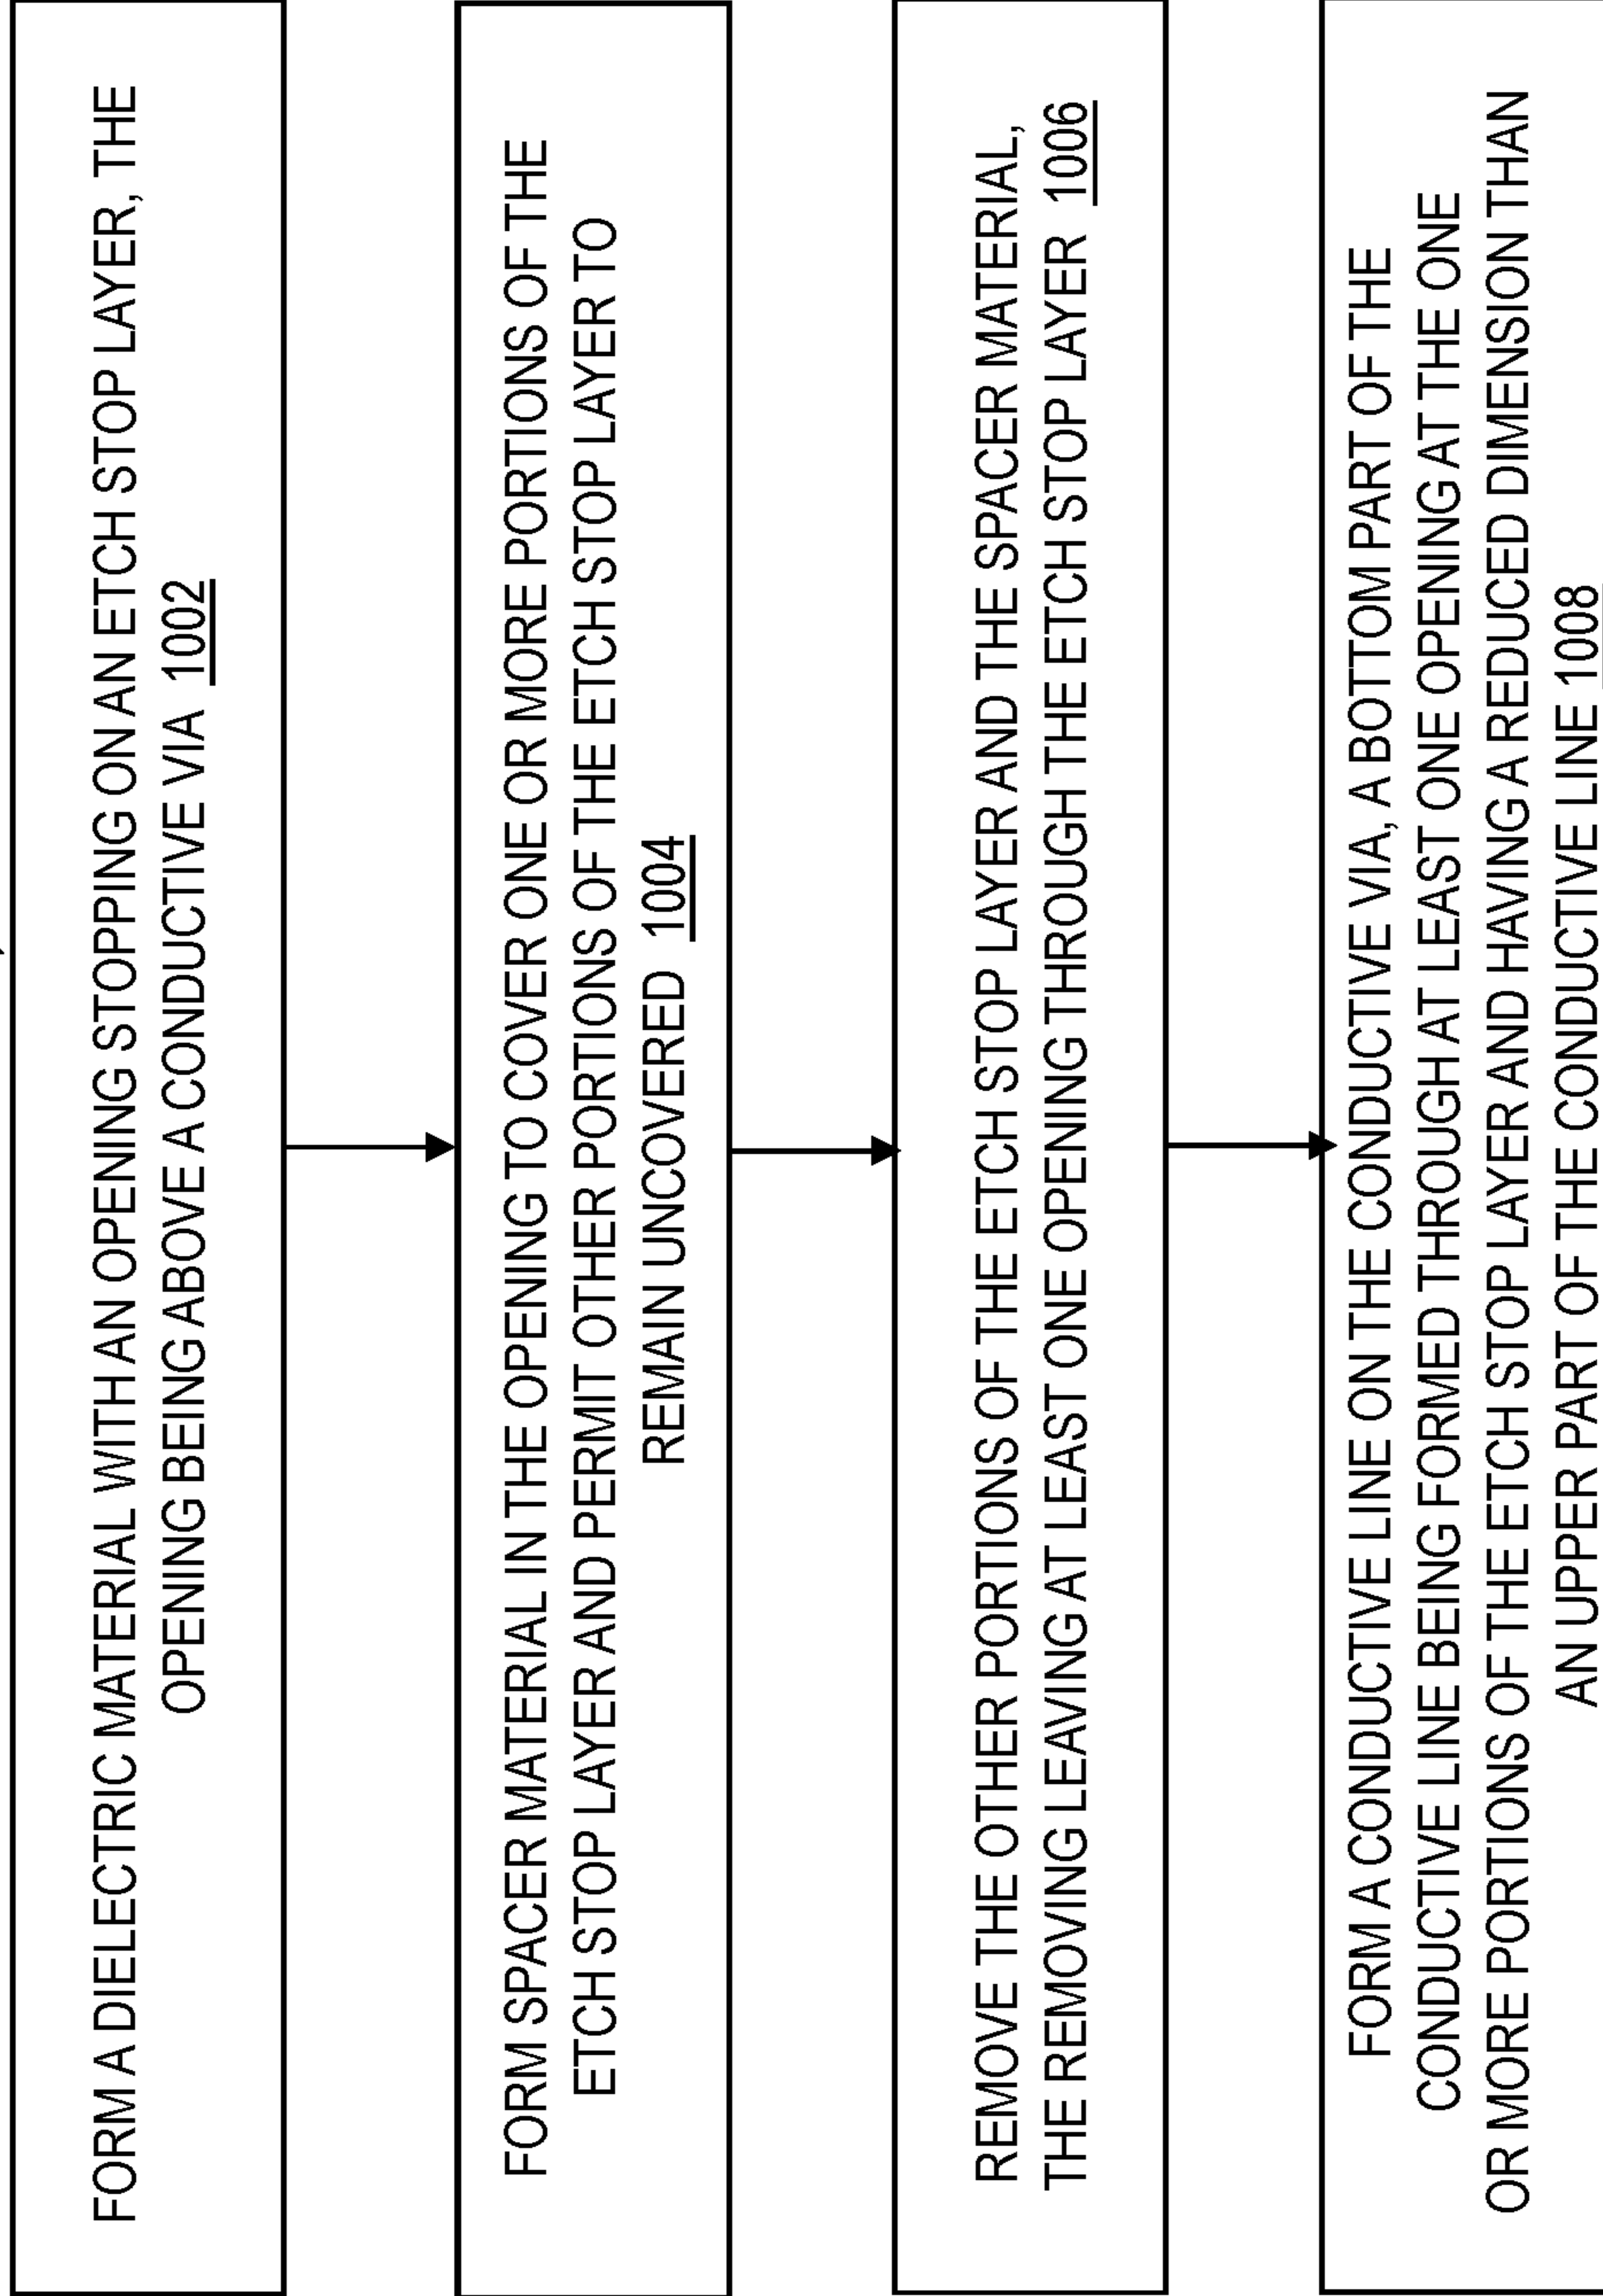 FORM A DIELECTRIC MATERIAL WITH AN OPENING STOPPING ON AN ETCH STOP LAYER, THE
OPENING BEING ABOVE A CONDUCTIVE VIA 1002
FORM SPACER MATERIAL IN THE OPENING TO COVER ONE OR MORE PORTIONS OF THE
ETCH STOP LAYER AND PERMIT OTHER PORTIONS OF THE ETCH STOP LAYER TO
REMAIN UNCOVERED 1004
REMOVE THE OTHER PORTIONS OF THE ETCH STOP LAYER AND THE SPACER MATERIAL,
THE REMOVING LEAVING AT LEAST ONE OPENING THROUGH THE ETCH STOP LAYER 1006
FORM A CONDUCTIVE LINE ON THE CONDUCTIVE VIA, A BOTTOM PART OF THE
CONDUCTIVE LINE BEING FORMED THROUGH AT LEAST ONE OPENING AT THE ONE
OR MORE PORTIONS OF THE ETCH STOP LAYER AND HAVING A REDUCED DIMENSION THAN
AN UPPER PART OF THE CONDUCTIVE LINE 1008